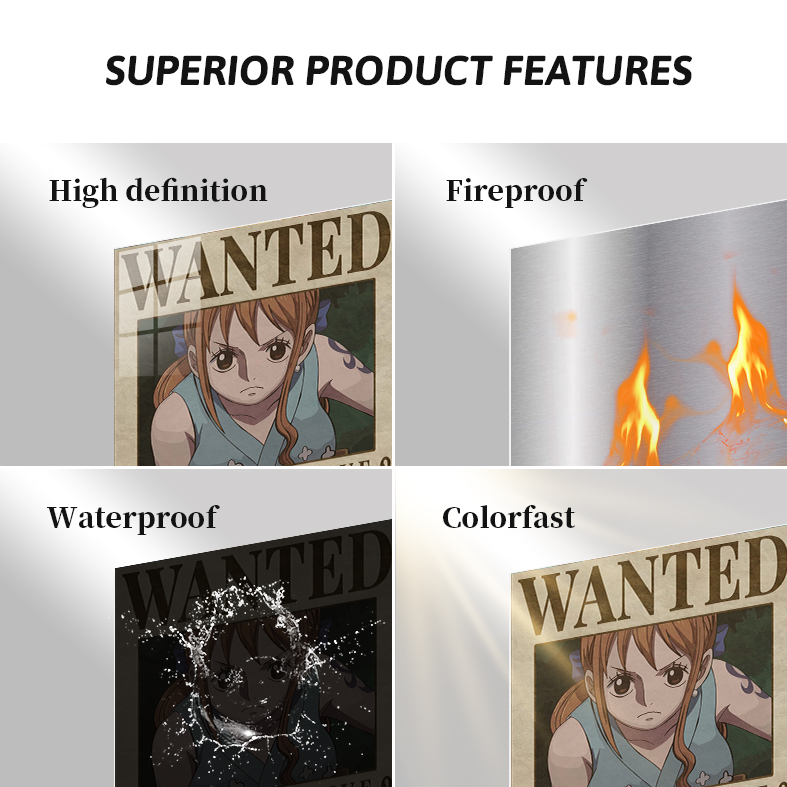 SUPERIOR PRODUCT FEATURES
High definition
Fireproof
WANTED
Waterproof
Colorfast
WANTED
WANTED